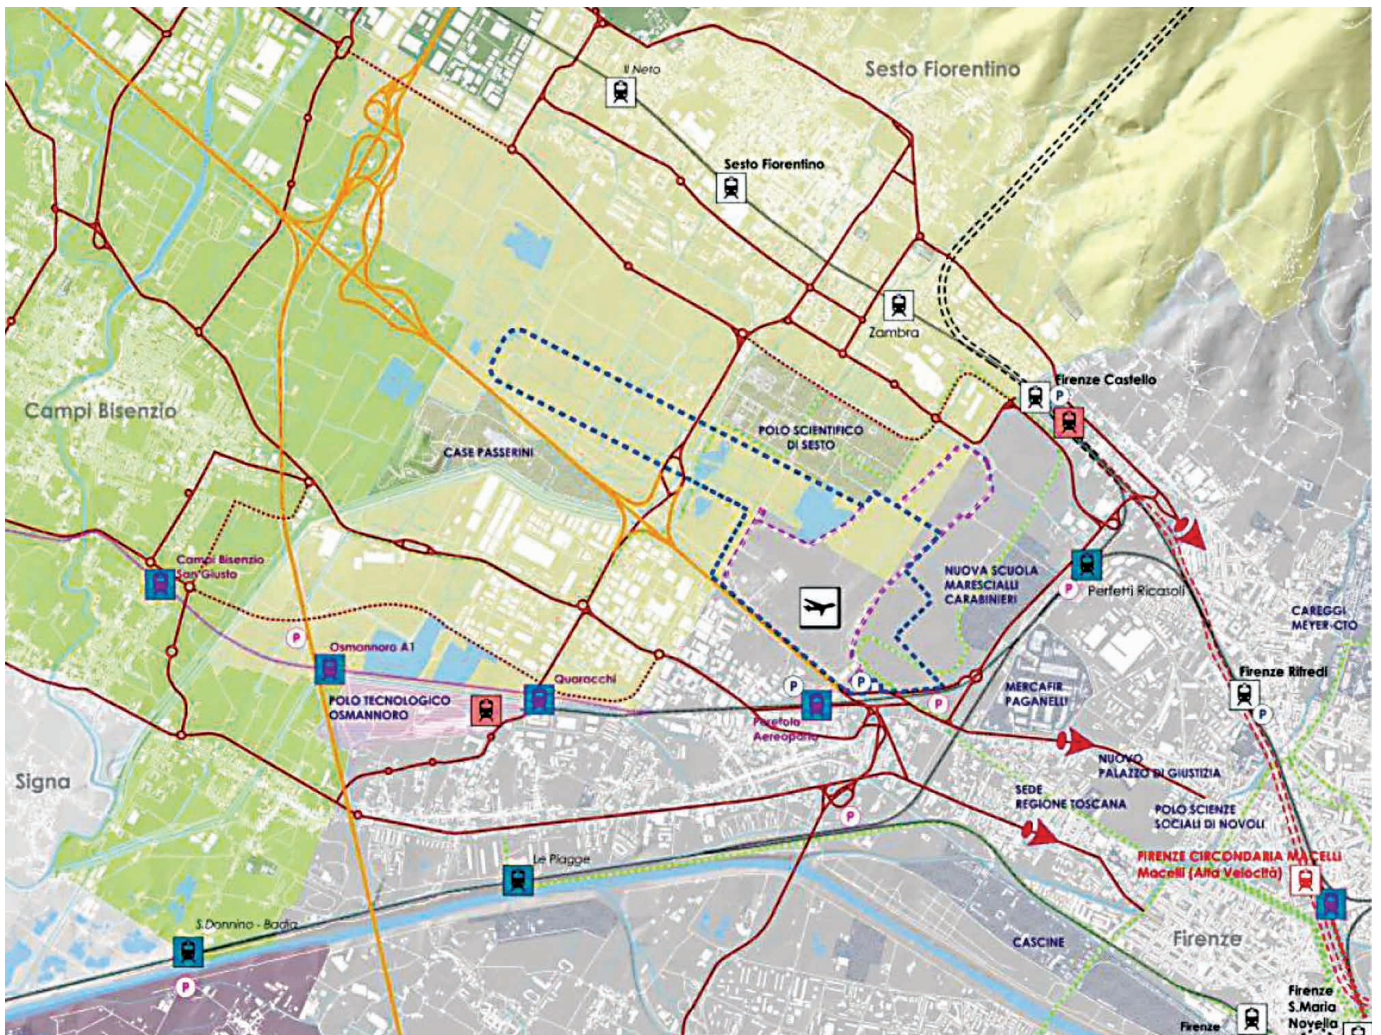 Il Neto
Sesto Fiorentino
Sesto Fiorentino
Zambra
Firenze Castello
P
Campi Bisenzio
CASE PASSERINI
POLO SCIENTIFICO
DI SESTO
Campi Bisenzio
San Giusto
NUOVA SCUOLA
MARESCIALLI
CARABINIERI
Perfetti Ricasoli
P
CAREGGI
MEYER-CTO
P
Osmannoro A1
Quaracchi
POLO TECNOLOGICO
OSMANNORO
P
P
P
Peretola
Aereoporto
MERCAFIR
PAGANELLI
Firenze Rifredi
P
Signa
NUOVO
PALAZZO DI GIUSTIZIA
SEDE
REGIONE TOSCANA
POLO SCIENZE
SOCIALI DI NOVOLI
P
Le Piagge
FIRENZE CIRCONDARIA MACELLI
Macelli (Alta Velocità)
S.Donnino - Badia
P
CASCINE
Firenze
Firenze
S.Maria
Novella
Firenze